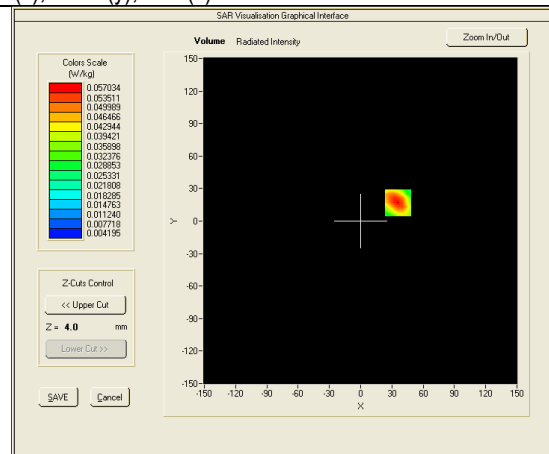 SAR Visualisation Graphical Interface
Volume Radiated Intensity
Zoom In/Out
Colors Scale
(W/kg)
0.057034
0.053511
0.049989
0.046466
0.042944
0.039421
0.035898
0.032376
0.028853
0.025331
0.021808
0.018285
0.014763
0.011240
0.007718
0.004195
Z-Cuts Control
<< Upper Cut
Z = 4.0 mm
Lower Cut >>
SAVE Cancel
150
120
90
60
30
Y 0
-30
-60
-90
-120
-150
-150 -120 -90 -60 -30 0 30 60 90 120 150
X